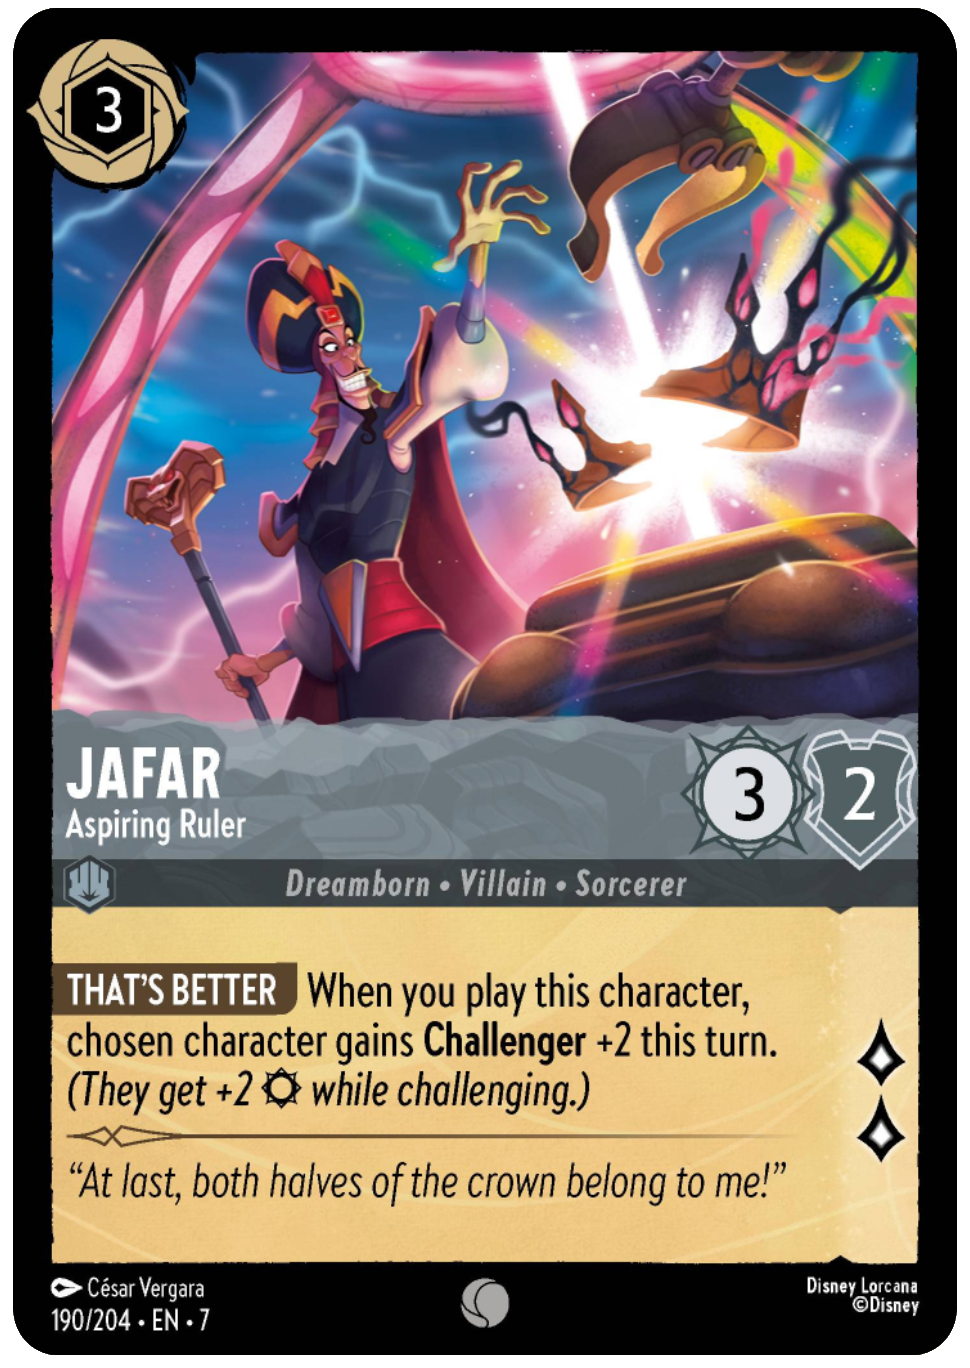 3
JAFAR
Aspiring Ruler
3 2
Dreamborn • Villain • Sorcerer
THAT'S BETTER When you play this character,
chosen character gains Challenger +2 this turn.
(They get +2 while challenging.)
“At last, both halves of the crown belong to me!”
César Vergara
190/204 • EN • 7
Disney Lorcana
©Disney